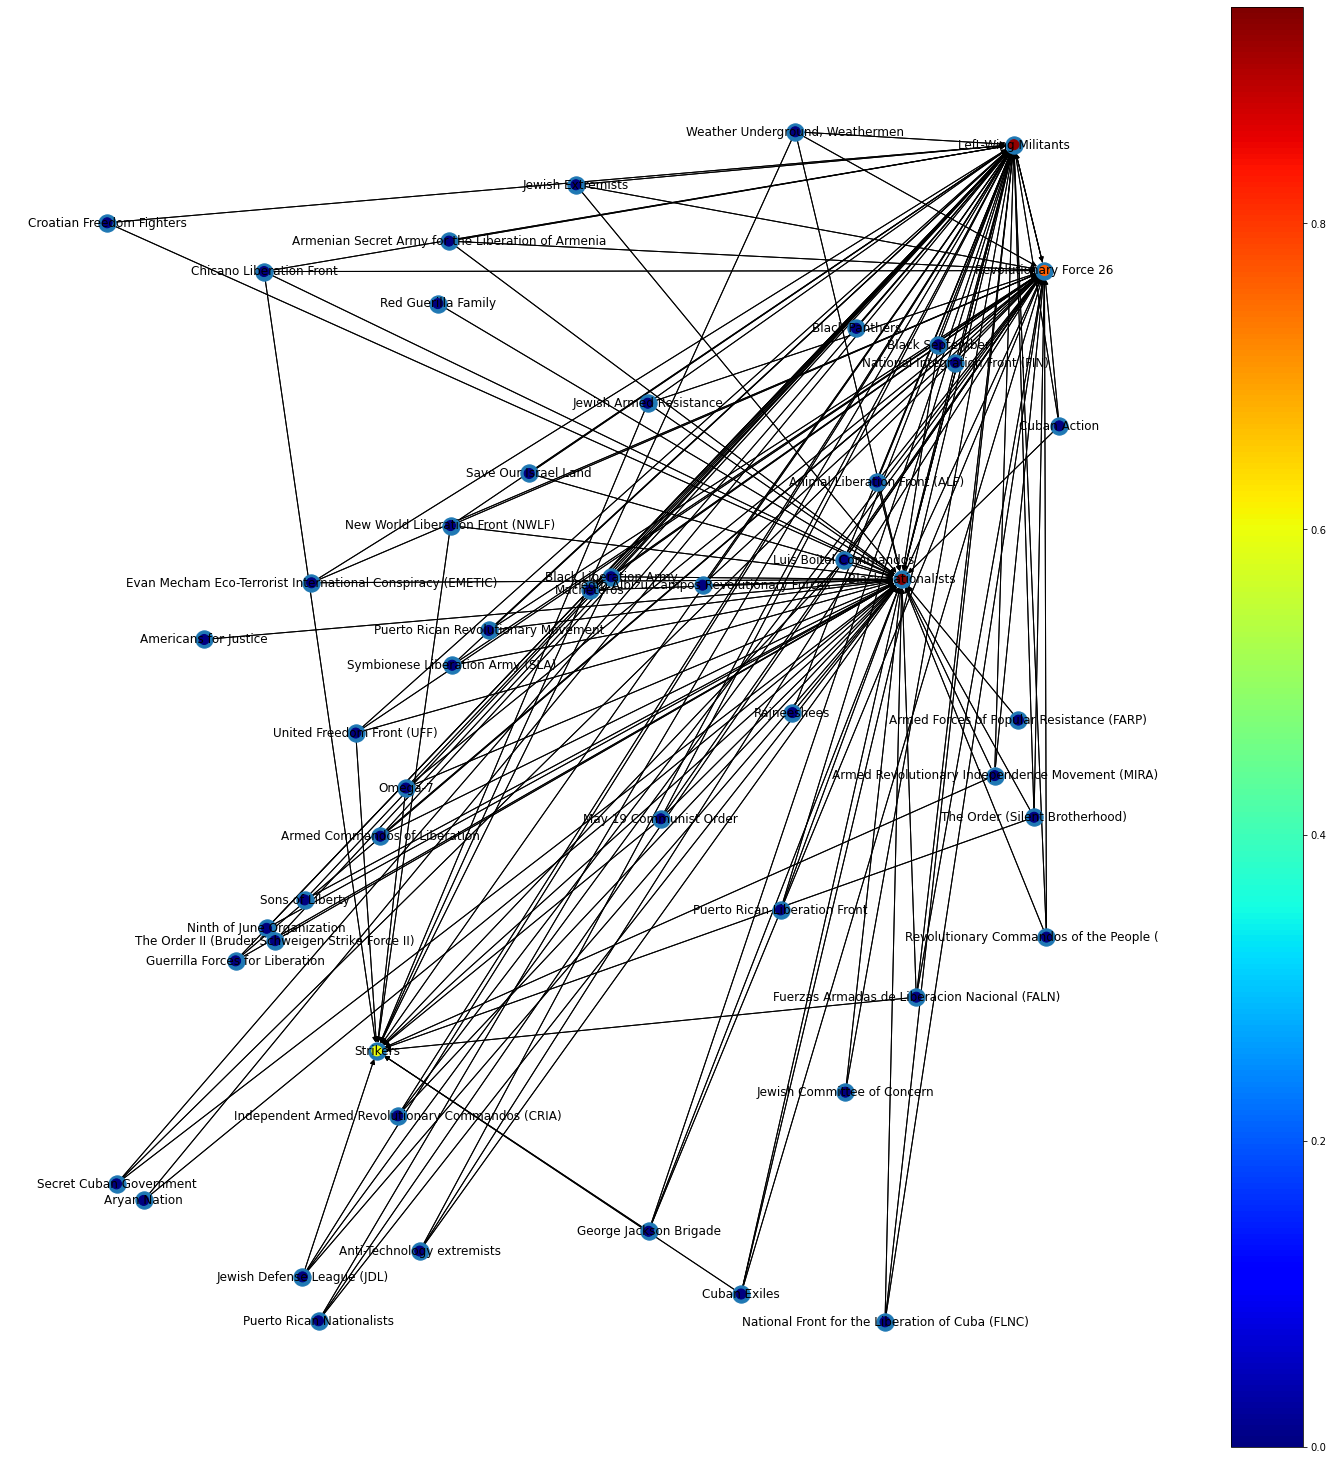 Weather Underground, Weathermen
Left-Wing Militants
Jewish Extremists
Croatian Freedom Fighters
Armenian Secret Army for the Liberation of Armenia
Chicano Liberation Front
Revolutionary Force 26
Red Guerilla Family
Black Panthers
Black September
National Integration Front (FIN)
Jewish Armed Resistance
Cuban Action
Save Our Israel Land
Animal Liberation Front (ALF)
New World Liberation Front (NWLF)
Luis Boitel Commandos
Black Liberation Army
Black Nationalists
Evan Mecham Eco-Terrorist International Conspiracy (EMETIC)
Pedro Albizu Campos Revolutionary Forces
Macheteros
Puerto Rican Revolutionary Movement
Americans for Justice
Symbionese Liberation Army (SLA)
Rajneeshees
Armed Forces of Popular Resistance (FARP)
United Freedom Front (UFF)
Armed Revolutionary Independence Movement (MIRA)
Omega-7
May 19 Communist Order
The Order (Silent Brotherhood)
Armed Commandos of Liberation
Sons of Liberty
Puerto Rican Liberation Front
Ninth of June Organization
Revolutionary Commandos of the People (
The Order II (Bruder Schweigen Strike Force II)
Guerrilla Forces for Liberation
Fuerzas Armadas de Liberacion Nacional (FALN)
Strikers
Jewish Committee of Concern
Independent Armed Revolutionary Commandos (CRIA)
Secret Cuban Government
Aryan Nation
George Jackson Brigade
Anti-Technology extremists
Jewish Defense League (JDL)
Cuban Exiles
Puerto Rican Nationalists
National Front for the Liberation of Cuba (FLNC)
0.8
0.6
0.4
0.2
0.0